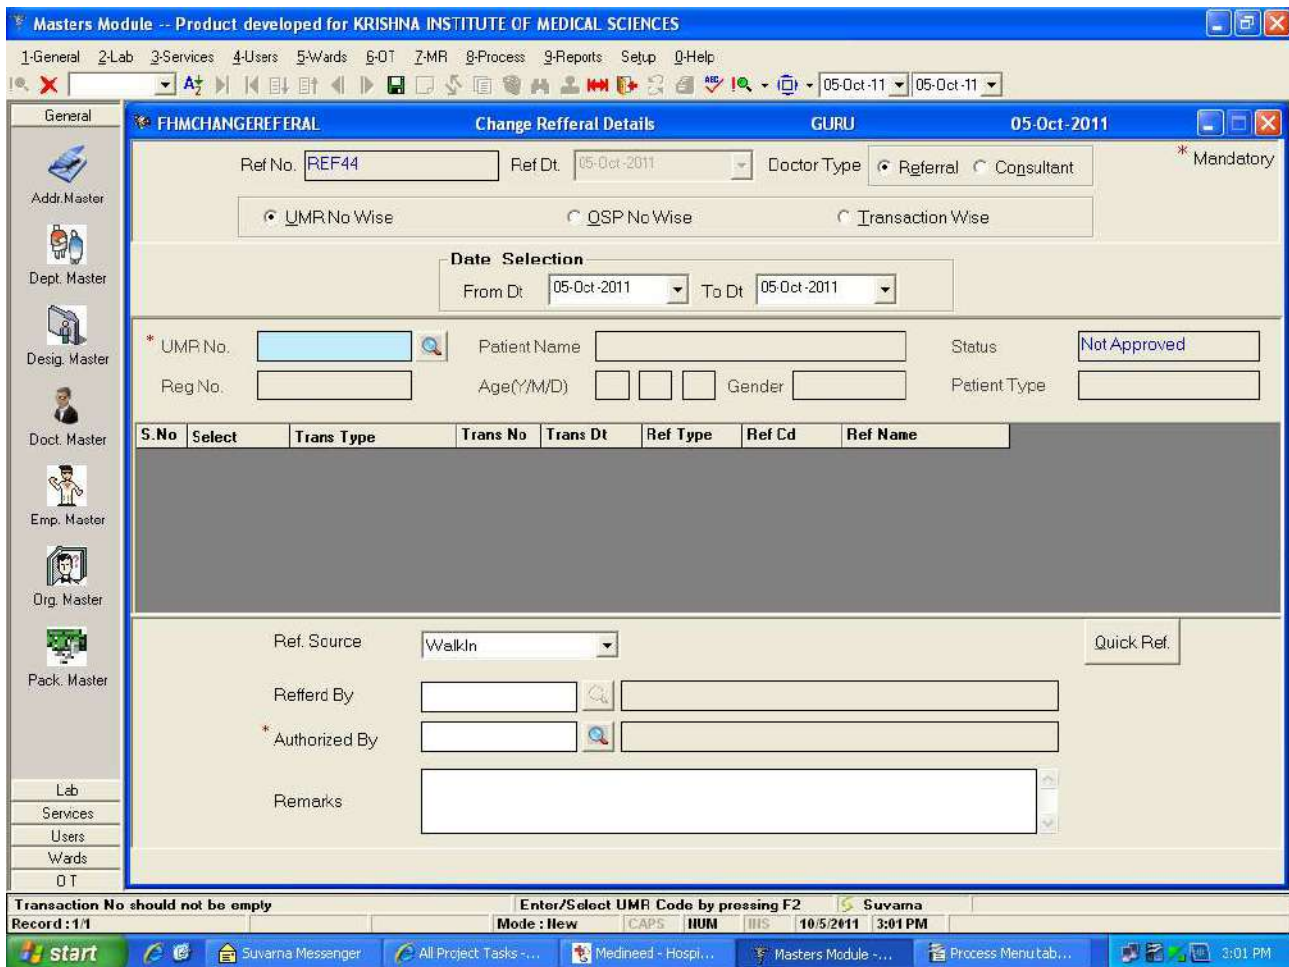 Masters Module -- Product developed for KRISHNA INSTITUTE OF MEDICAL SCIENCES
1-General 2-Lab 3-Services 4-Users 5-Wards 6-OT 7-MR 8-Process 9-Reports Setup 0-Help
05-Oct-11 05-Oct-11
General
FHMCHANGEREFERAL Change Refferal Details GURU 05-Oct-2011
Ref No. REF44 Ref Dt. 05-Oct-2011 Doctor Type Referral Consultant * Mandatory
Addr.Master
UMR No Wise OSP No Wise Transaction Wise
Dept. Master
Date Selection
From Dt 05-Oct-2011 To Dt 05-Oct-2011
Desig. Master
* UMR No. Patient Name Status Not Approved
Reg No. Age(Y/M/D) Gender Patient Type
Doct. Master
S.No Select Trans Type Trans No Trans Dt Ref Type Ref Cd Ref Name
Emp. Master
Org. Master
Ref. Source WalkIn Quick Ref.
Pack. Master
Refferd By
* Authorized By
Remarks
Lab
Services
Users
Wards
OT
Transaction No should not be empty Enter/Select UMR Code by pressing F2 Suvarna
Record : 1/1 Mode : New CAPS NUM INS 10/5/2011 3:01 PM
start Suvarna Messenger All Project Tasks -... Medineed - Hospi... Masters Module -... Process Menu tab... 3:01 PM